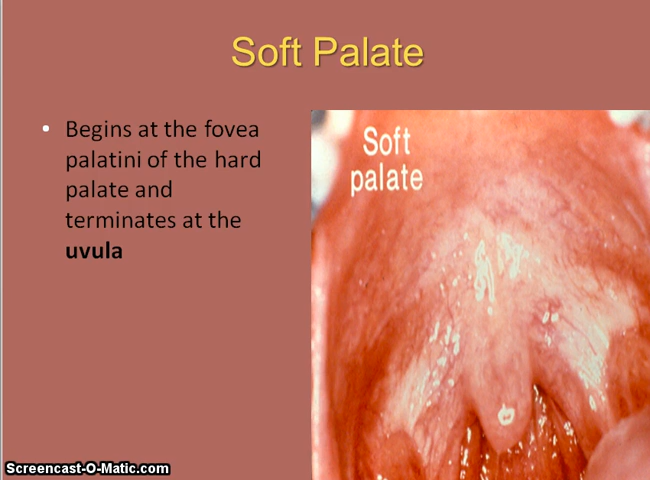 Soft Palate
• Begins at the fovea
palatini of the hard
palate and
terminates at the
uvula
Soft
palate
Screencast-O-Matic.com